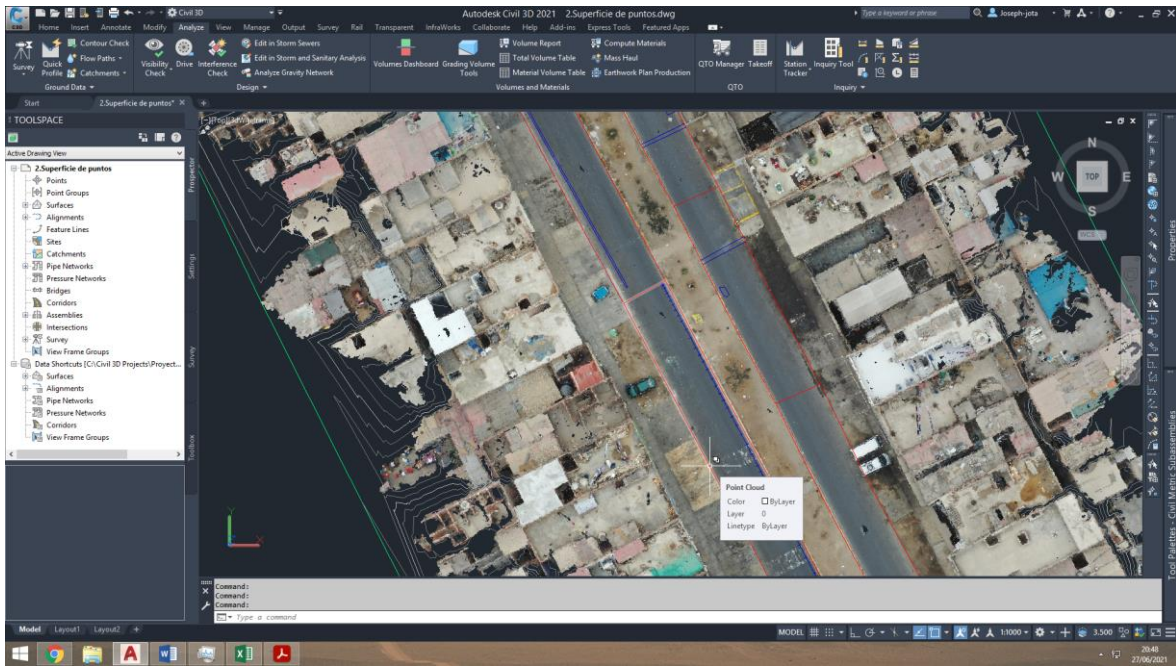 Civil 3D
Autodesk Civil 3D 2021 2.Superficie de puntos.dwg
Type a keyword or phrase
Joseph-jota
Home Insert Annotate Modify Analyze View Manage Output Survey Rail Transparent InfraWorks Collaborate Help Add-ins Express Tools Featured Apps
Survey
Quick Profile
Contour Check
Flow Paths
Catchments
Ground Data
Visibility Check
Drive
Interference Check
Edit in Storm Sewers
Edit in Storm and Sanitary Analysis
Analyze Gravity Network
Design
Volumes Dashboard
Grading Volume Tools
Volume Report
Total Volume Table
Material Volume Table
Compute Materials
Mass Haul
Earthwork Plan Production
Volumes and Materials
QTO Manager
Takeoff
QTO
Station Tracker
Inquiry Tool
Inquiry
Start
2.Superficie de puntos*
TOOLSPACE
Active Drawing View
2.Superficie de puntos
Points
Point Groups
Surfaces
Alignments
Feature Lines
Sites
Catchments
Pipe Networks
Pressure Networks
Bridges
Corridors
Assemblies
Intersections
Survey
View Frame Groups
Data Shortcuts [C:\Civil 3D Projects\Proyect...
Surfaces
Alignments
Pipe Networks
Pressure Networks
Corridors
View Frame Groups
Prospector
Settings
Survey
Toolbox
N
W
TOP
E
S
WCS
Properties
Tool Palettes - Civil Metric Subassemblies
Point Cloud
Color ByLayer
Layer 0
Linetype ByLayer
Y
X
Command:
Command:
Command:
Type a command
Model Layout1 Layout2 +
MODEL
1:1000
3.500
20:48
27/06/2021